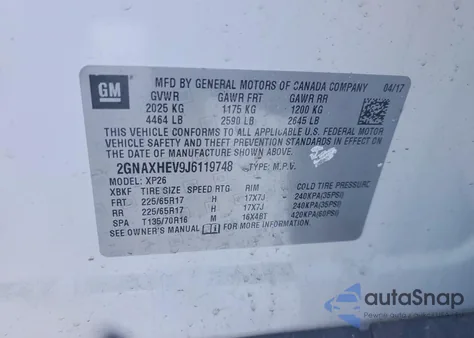 GM
MFD BY GENERAL MOTORS OF CANADA COMPANY 04/17
GVWR GAWR FRT GAWR RR
2025 KG 1175 KG 1200 KG
4464 LB 2590 LB 2645 LB
THIS VEHICLE CONFORMS TO ALL APPLICABLE U.S. FEDERAL MOTOR
VEHICLE SAFETY AND THEFT PREVENTION STANDARDS IN EFFECT ON
THE DATE OF MANUFACTURE SHOWN ABOVE.
2GNAXHEV9J6119748 TYPE: M.P.V.
MODEL: XP26
XBKF TIRE SIZE SPEED RTG RIM COLD TIRE PRESSURE
FRT 225/65R17 H 17X7J 240KPA(35PSI)
RR 225/65R17 H 17X7J 240KPA(35PSI)
SPA T135/70R16 M 16X4BT 420KPA(60PSI)
SEE OWNER'S MANUAL FOR MORE INFORMATION.
autoSnap